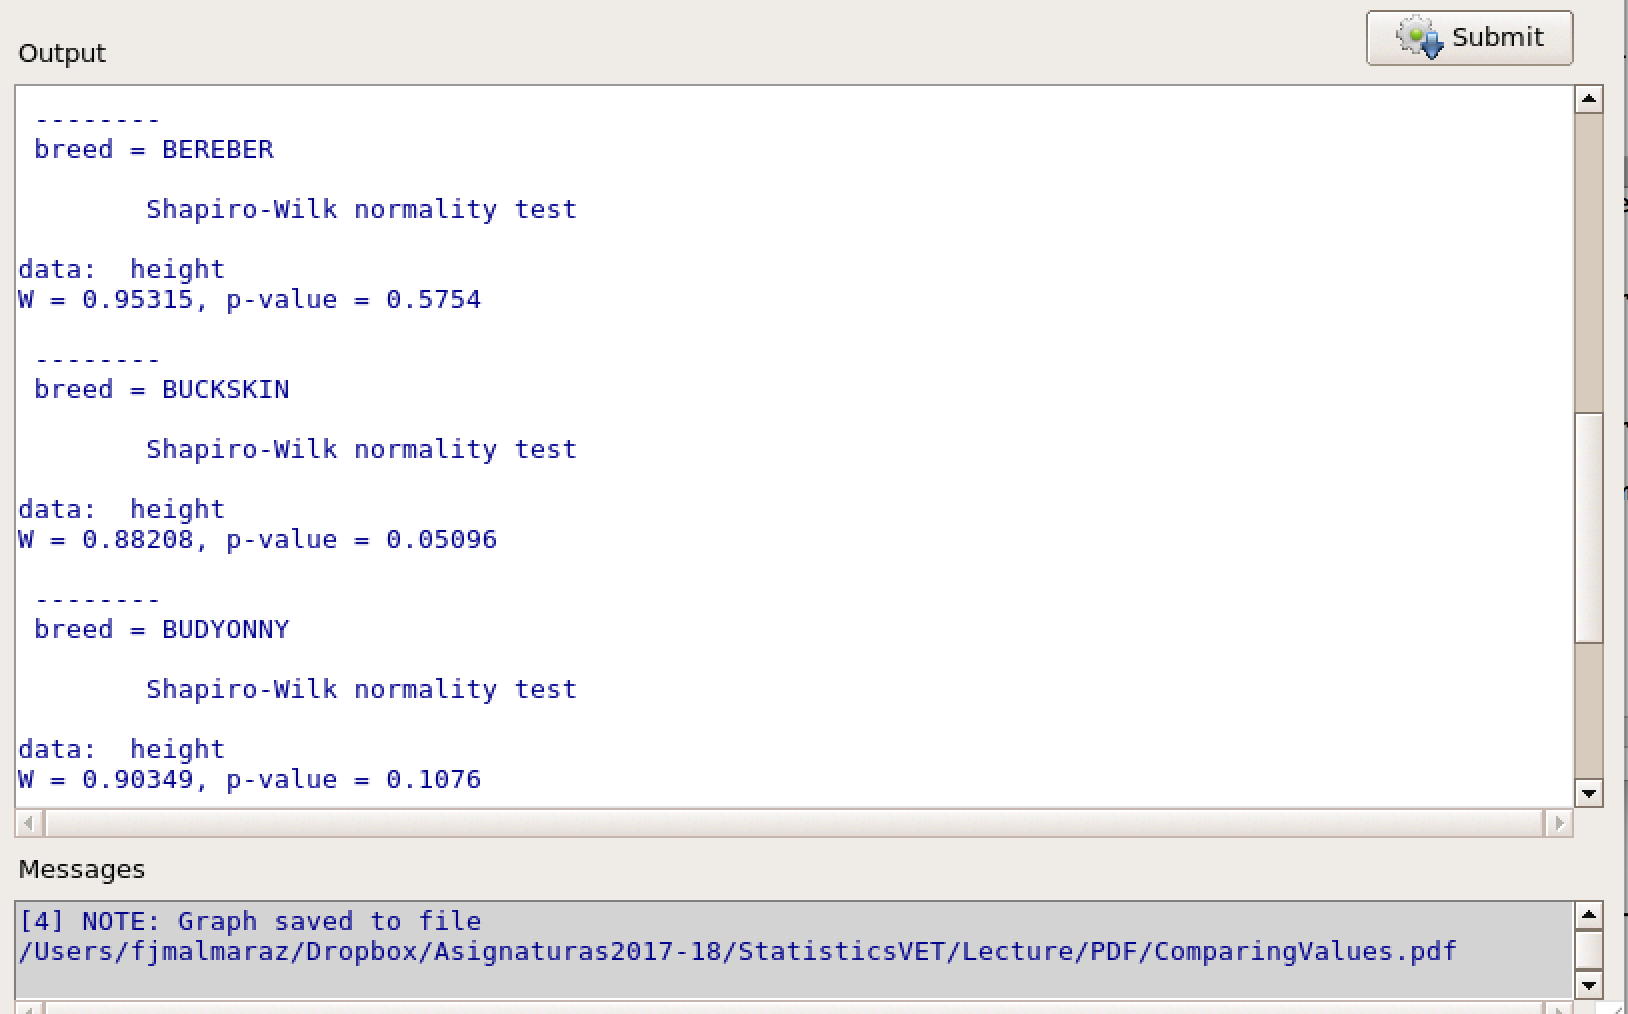 Output
Submit
--------
breed = BEREBER
Shapiro-Wilk normality test
data:  height
W = 0.95315, p-value = 0.5754
--------
breed = BUCKSKIN
Shapiro-Wilk normality test
data:  height
W = 0.88208, p-value = 0.05096
--------
breed = BUDYONNY
Shapiro-Wilk normality test
data:  height
W = 0.90349, p-value = 0.1076
Messages
[4] NOTE: Graph saved to file
/Users/fjmalmaraz/Dropbox/Asignaturas2017-18/StatisticsVET/Lecture/PDF/ComparingValues.pdf